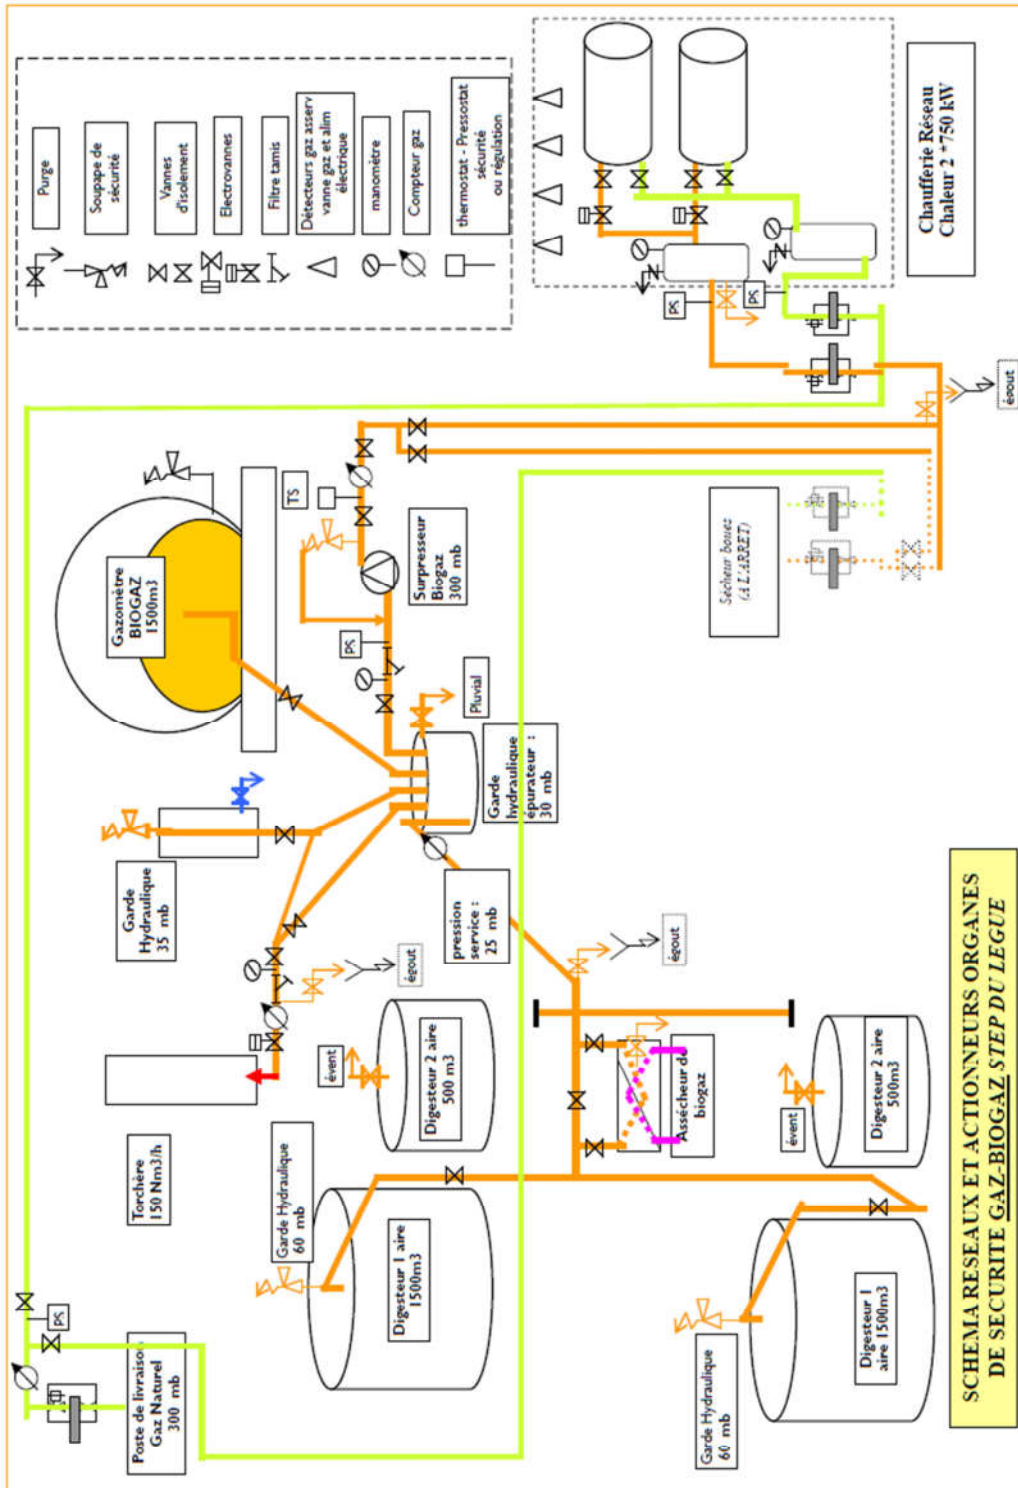 Purge
Soupape de
sécurité
Vannes
d'isolement
Electrovannes
Filtre tamis
Détecteurs gaz asserv
vanne gaz et alim
électrique
manomètre
Compteur gaz
thermostat - Pressostat
sécurité
ou régulation
Chaufferie Réseau
Chaleur 2 *750 kW
PS
PS
égout
Gazomètre
BIOGAZ
1500m3
TS
Surpresseur
Biogaz
300 mb
PS
Pluvial
Garde
hydraulique
épurateur :
30 mb
Sécheur boues
(A L'ARRET)
Garde
Hydraulique
35 mb
pression
service :
25 mb
égout
égout
Torchère
150 Nm3/h
évent
Digesteur 2 aire
500 m3
Garde Hydraulique
60 mb
Digesteur 1 aire
1500m3
Assécheur de
biogaz
évent
Digesteur 2 aire
500m3
Garde Hydraulique
60 mb
Digesteur 1
aire 1500m3
PS
Poste de livraison
Gaz Naturel
300 mb
SCHEMA RESEAUX ET ACTIONNEURS ORGANES
DE SECURITE GAZ-BIOGAZ STEP DU LEGUE